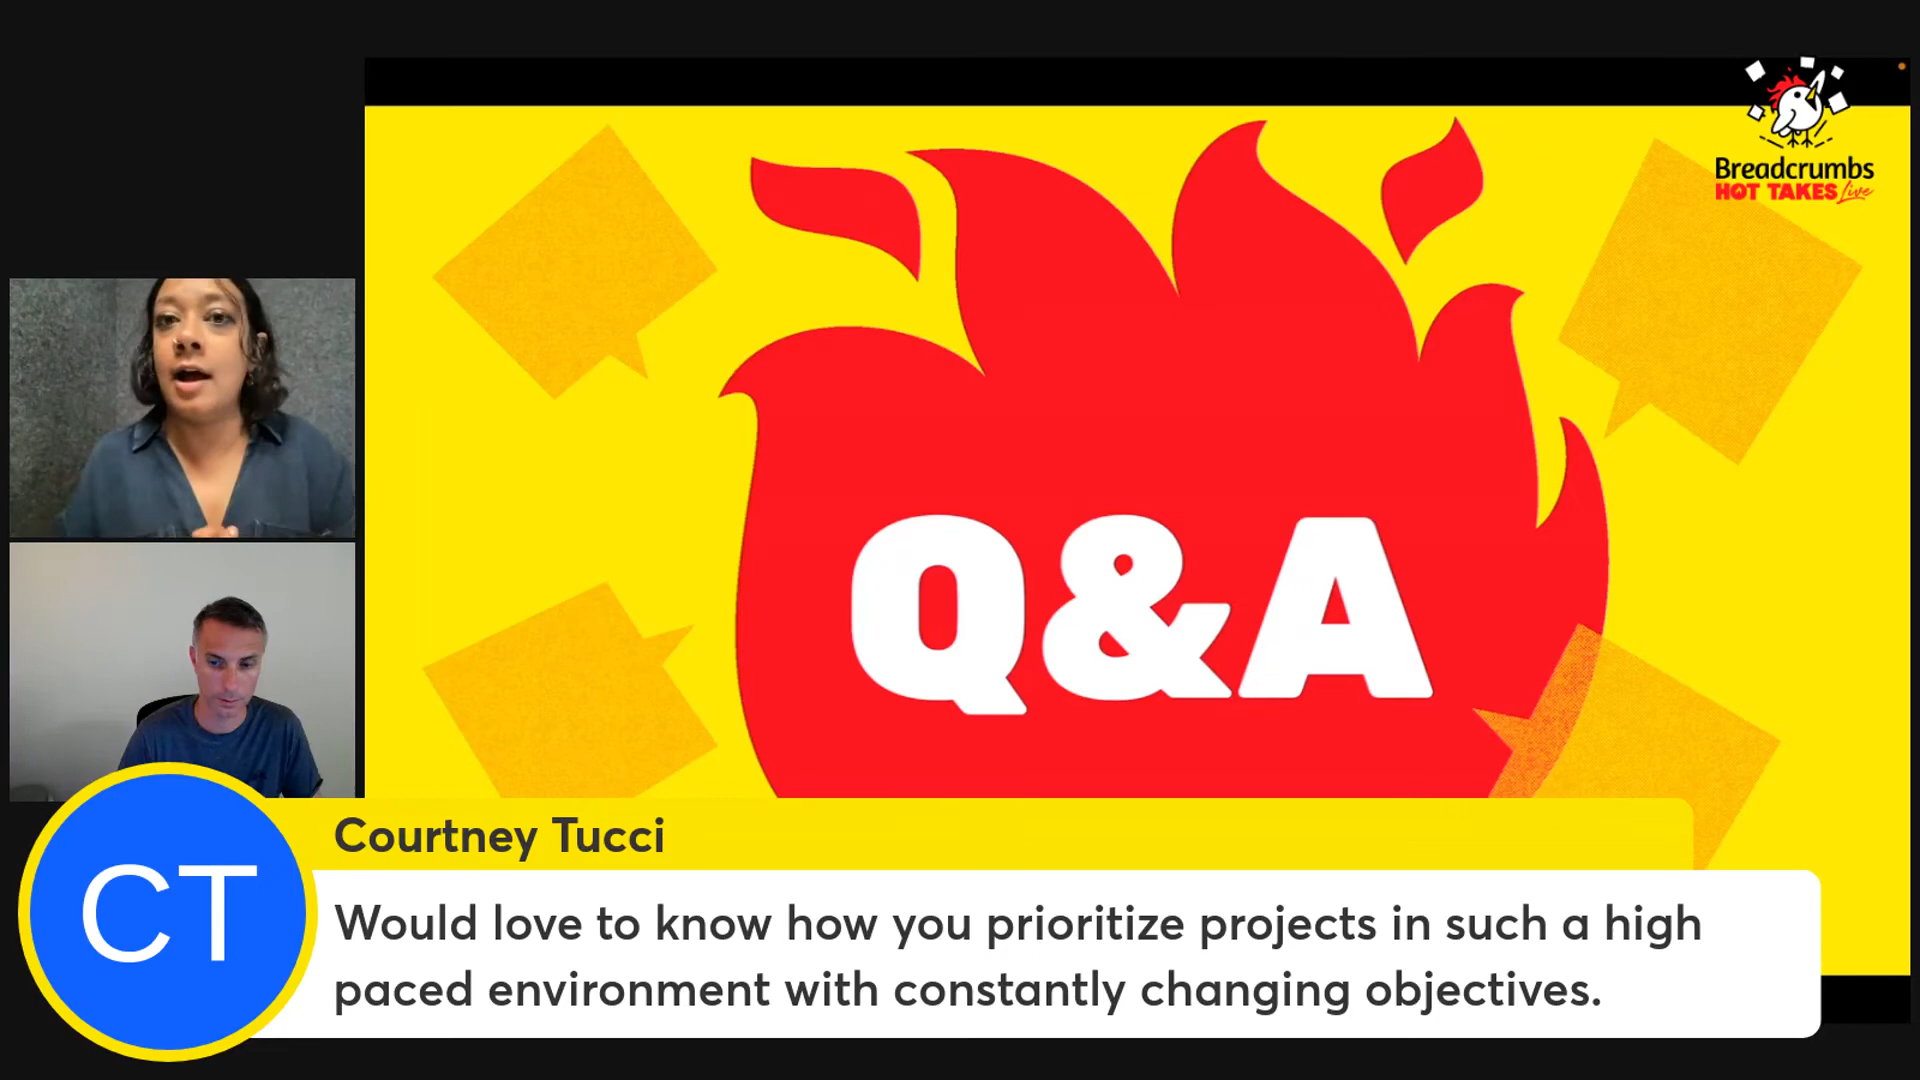 Breadcrumbs
HOT TAKES Live
Q&A
CT
Courtney Tucci
Would love to know how you prioritize projects in such a high
paced environment with constantly changing objectives.